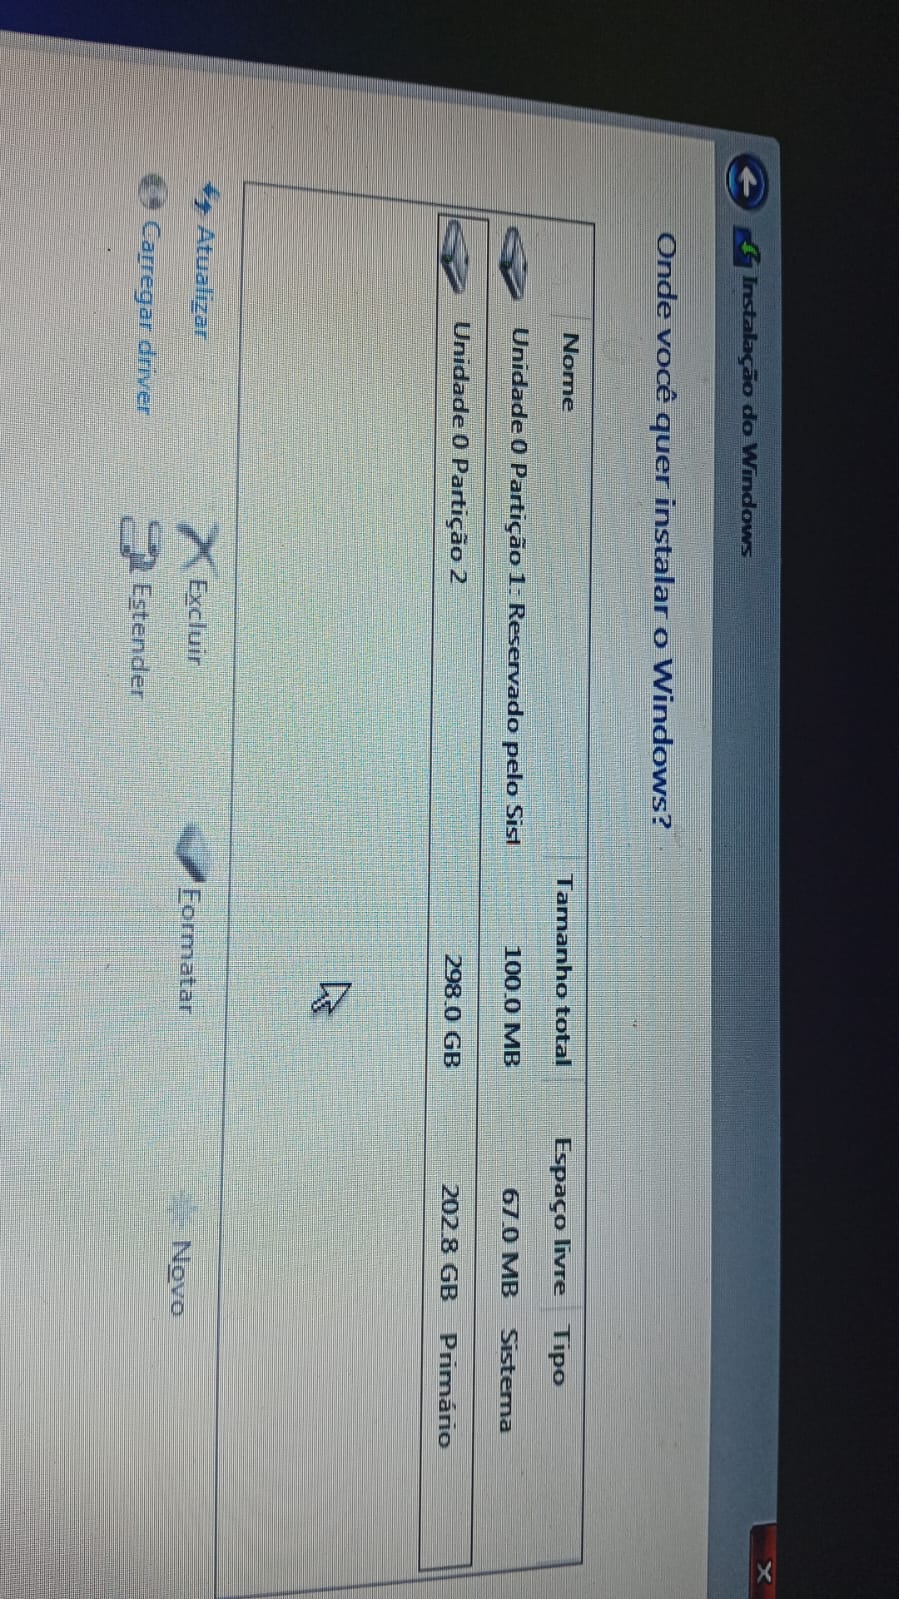 Instalação do Windows
Onde você quer instalar o Windows?
Nome Tamanho total Espaço livre Tipo
Unidade 0 Partição 1: Reservado pelo Sist 100.0 MB 67.0 MB Sistema
Unidade 0 Partição 2 298.0 GB 202.8 GB Primário
Atualizar Excluir Formatar Novo
Carregar driver Estender